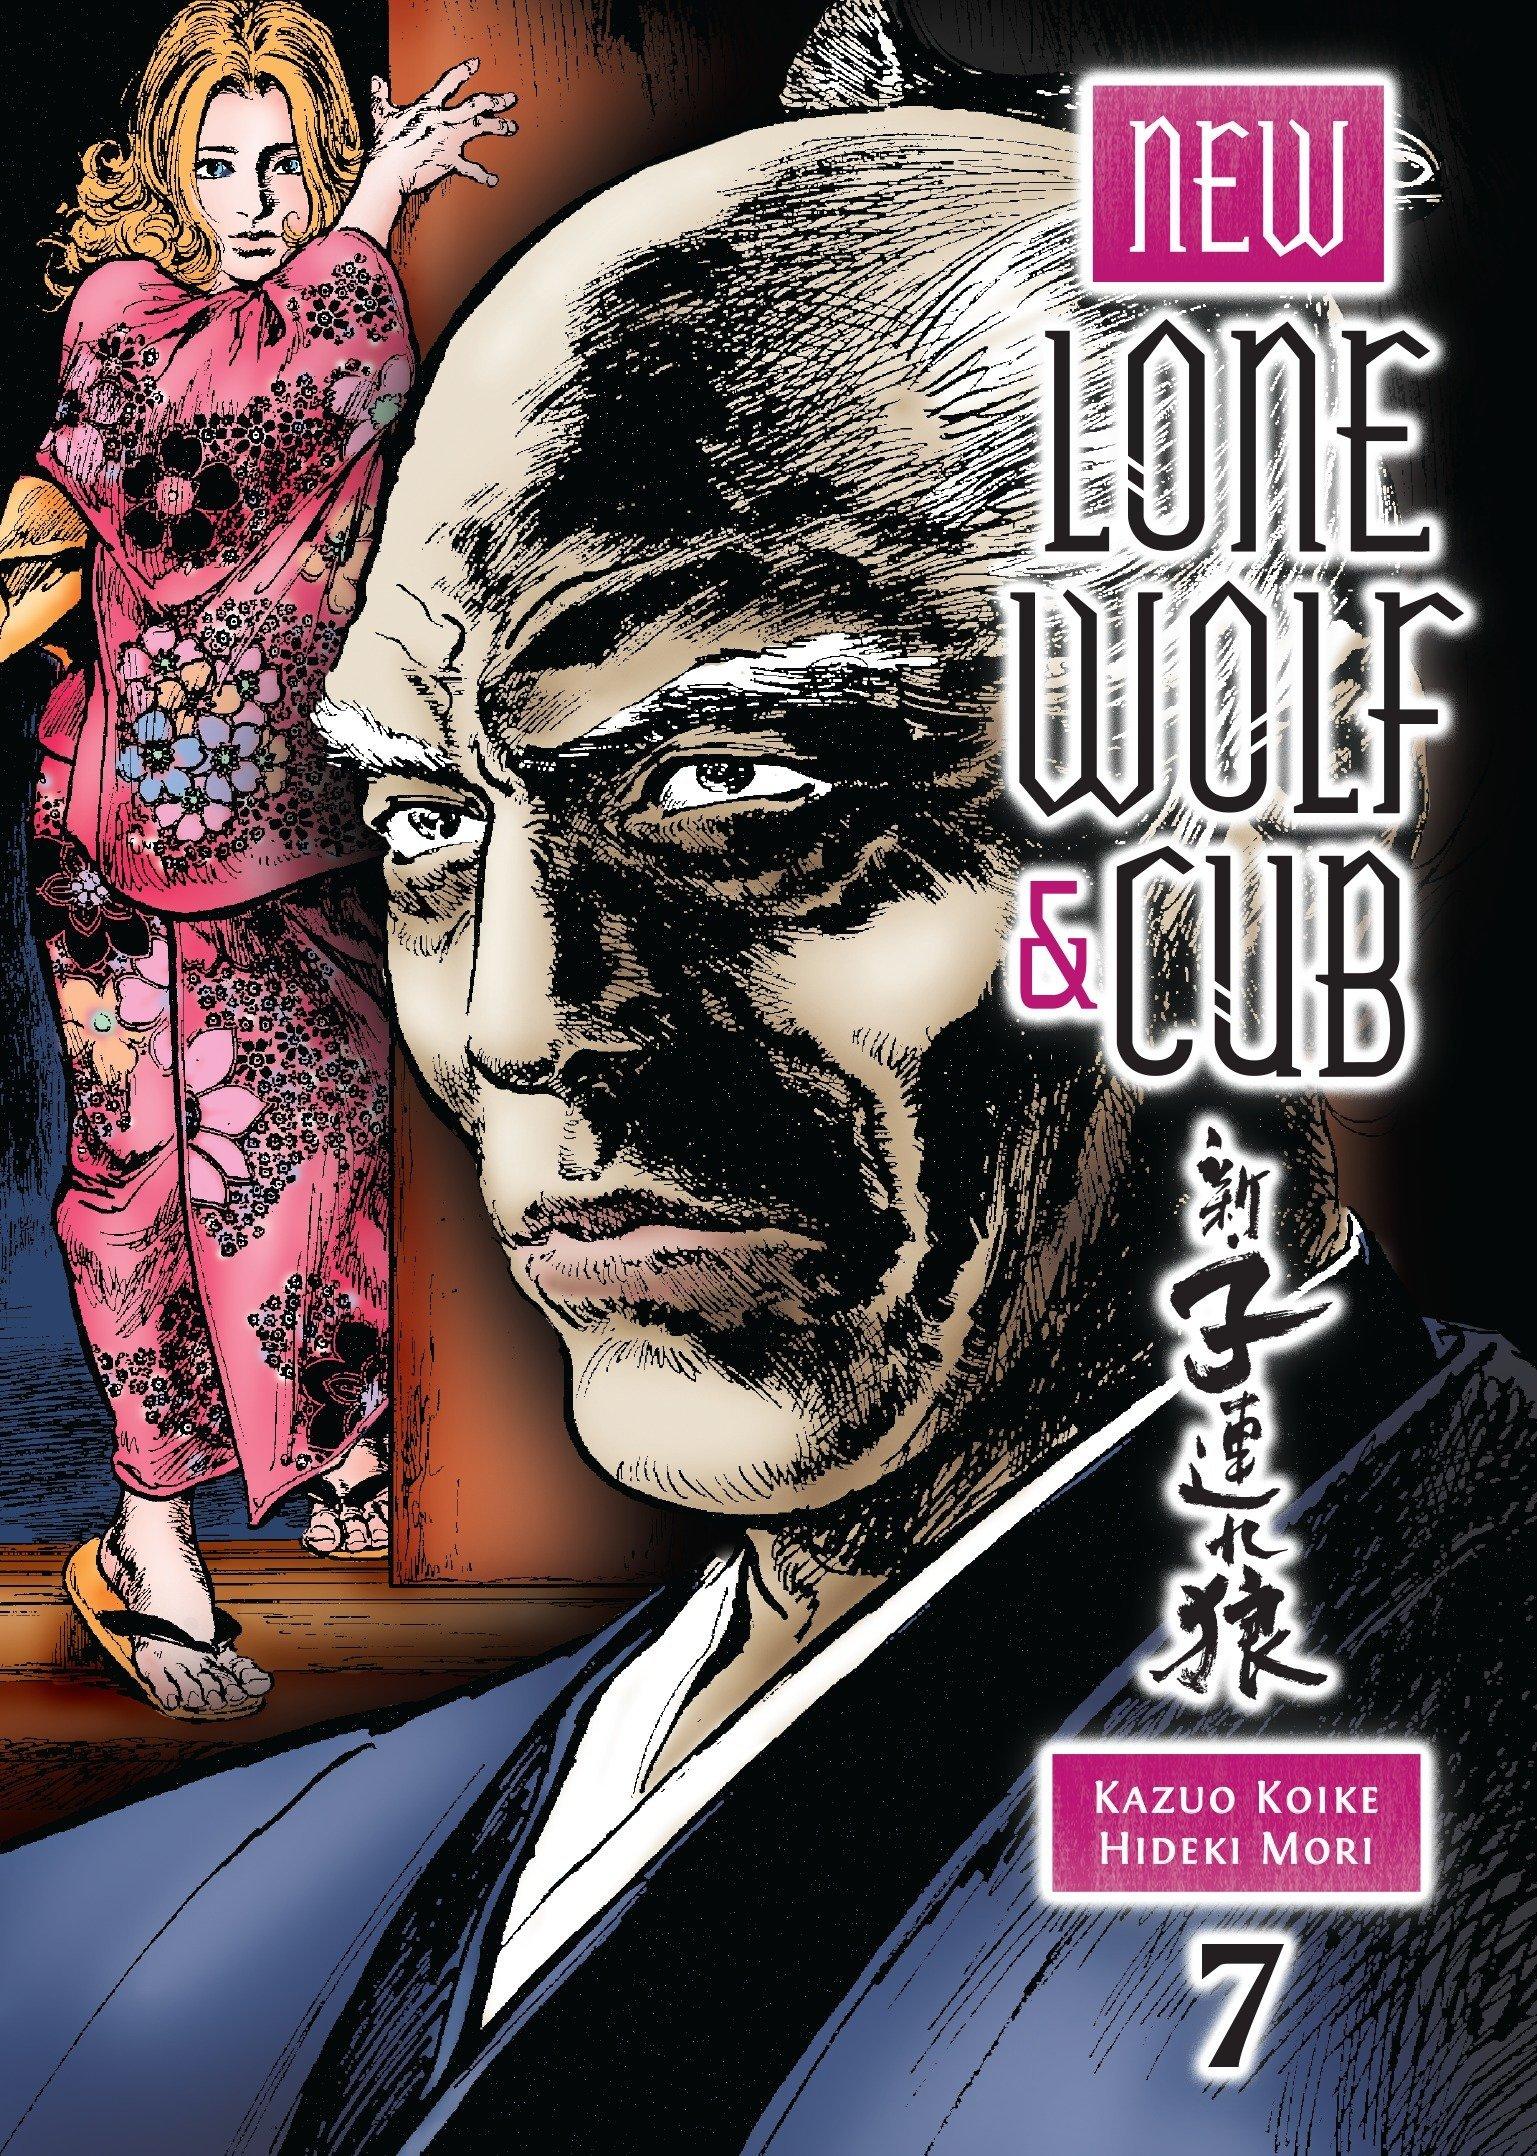 NEW
LONE
WOLF
& CUB
新・子連れ狼
KAZUO KOIKE
HIDEKI MORI
7